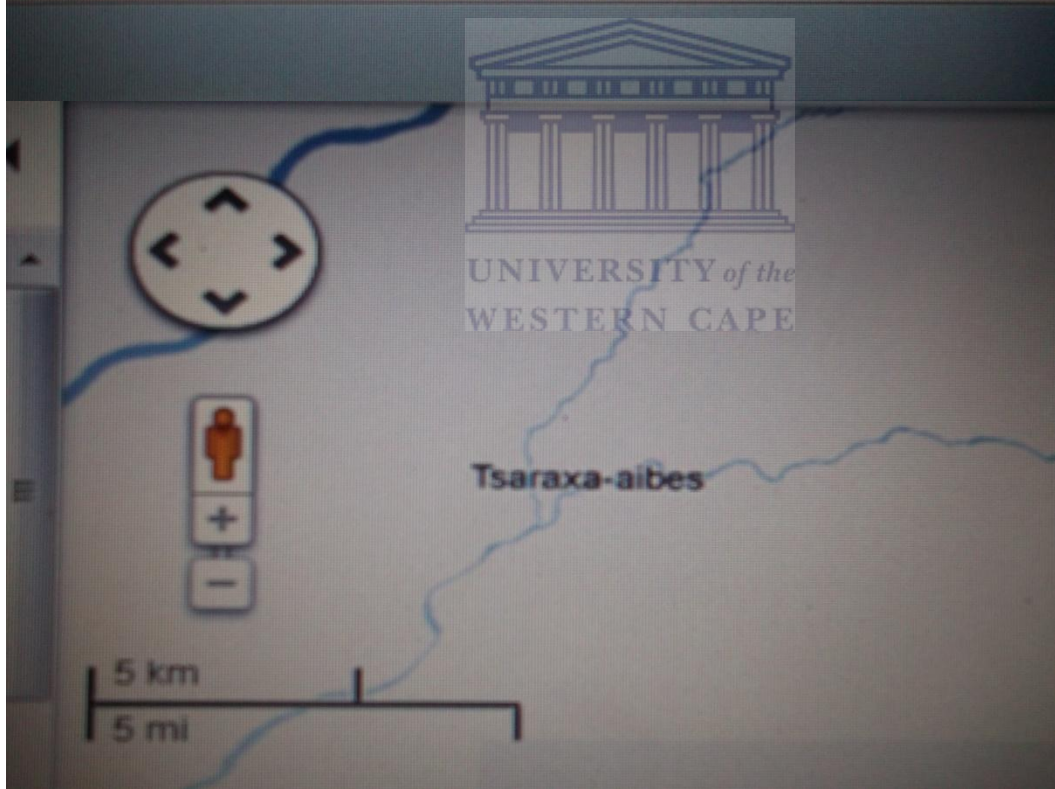 UNIVERSITY of the
WESTERN CAPE
Tsaraxa-aibes
+
−
5 km
5 mi